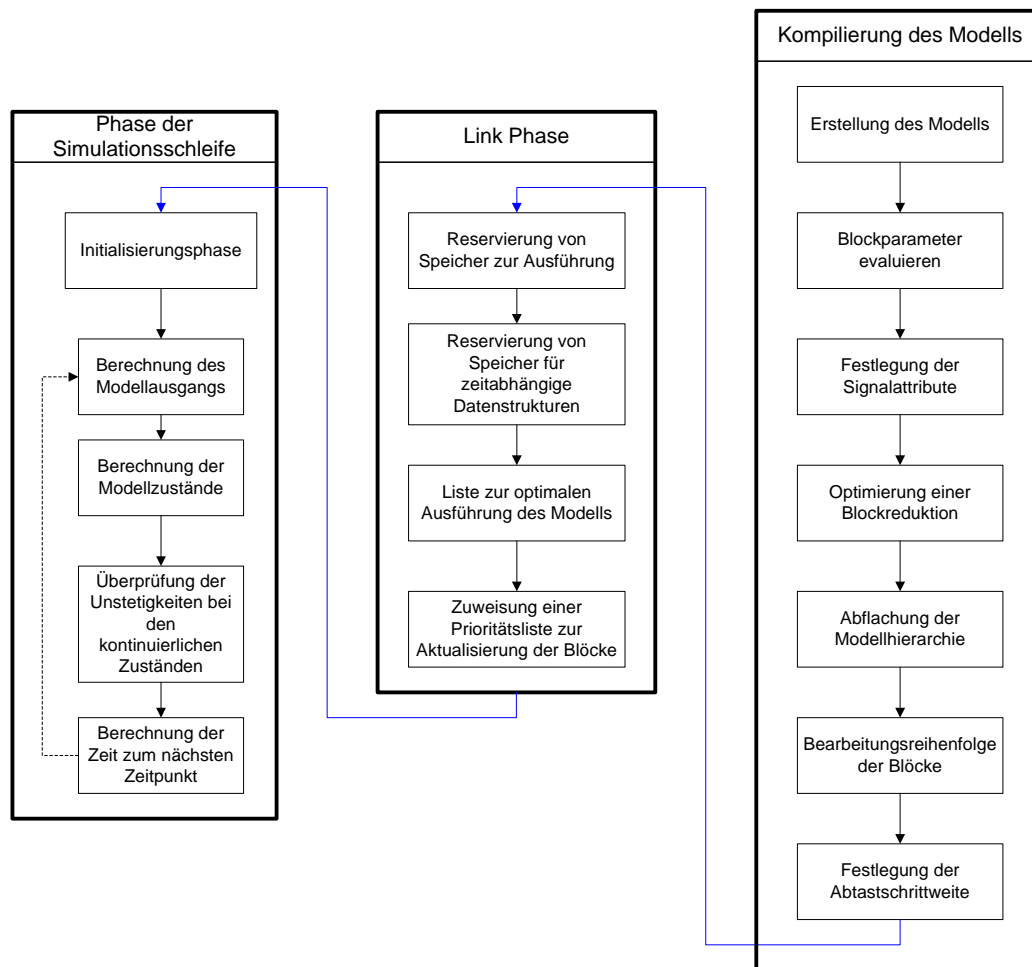 Kompilierung des Modells
Erstellung des Modells
Blockparameter
evaluieren
Festlegung der
Signalattribute
Optimierung einer
Blockreduktion
Abflachung der
Modellhierarchie
Bearbeitungsreihenfolge
der Blöcke
Festlegung der
Abtastschrittweite
Link Phase
Reservierung von
Speicher zur Ausführung
Reservierung von
Speicher für
zeitabhängige
Datenstrukturen
Liste zur optimalen
Ausführung des Modells
Zuweisung einer
Prioritätsliste zur
Aktualisierung der Blöcke
Phase der
Simulationsschleife
Initialisierungsphase
Berechnung des
Modellausgangs
Berechnung der
Modellzustände
Überprüfung der
Unstetigkeiten bei
den
kontinuierlichen
Zuständen
Berechnung der
Zeit zum nächsten
Zeitpunkt